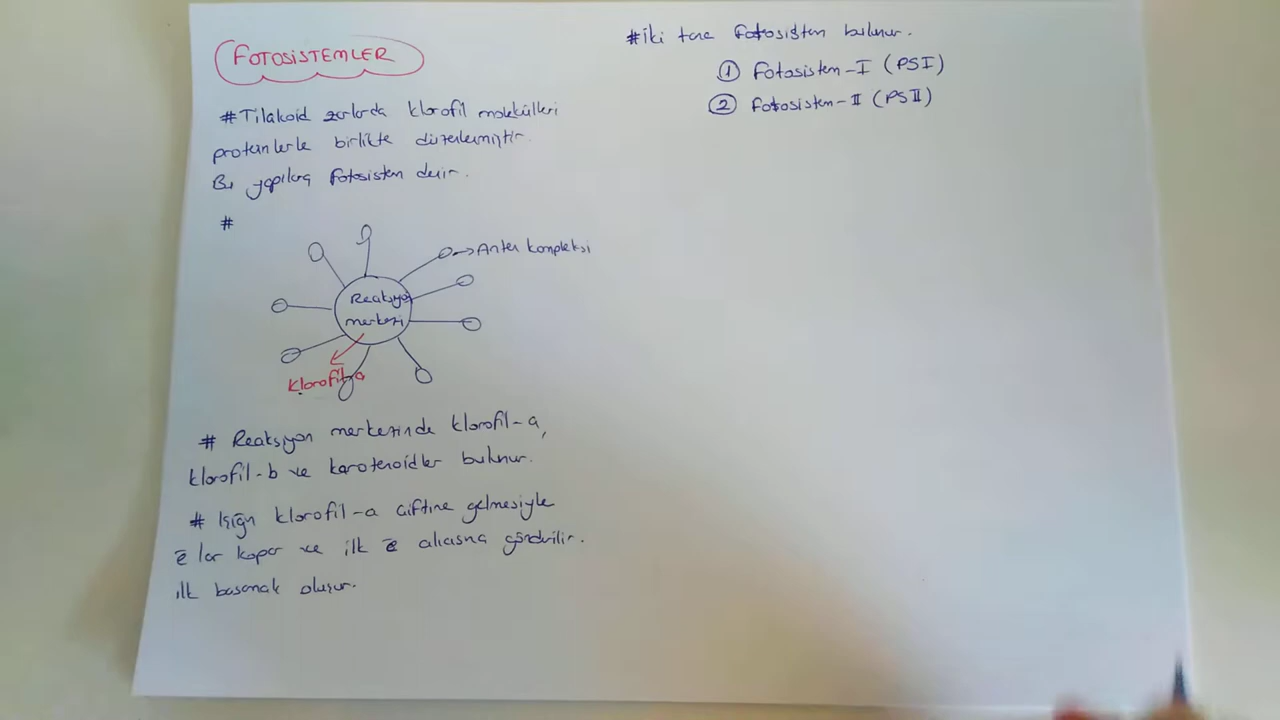 FOTOSİSTEMLER
#Tilakoid zarlarda klorofil molekülleri
proteinlerle birlikte düzenlenmiştir.
Bu yapılara fotosistem denir.
#
Anten kompleksi
Reaksiyon
merkezi
klorofil a
# Reaksiyon merkezinde klorofil-a,
klorofil-b ve karotenoidler bulunur.
# Işığın klorofil-a çiftine gelmesiyle
e lar kopar ve ilk e alıcısına gönderilir.
ilk basamak oluşur.
#iki tane fotosistem bulunur.
① Fotosistem-I (PSI)
② Fotosistem-II (PSII)